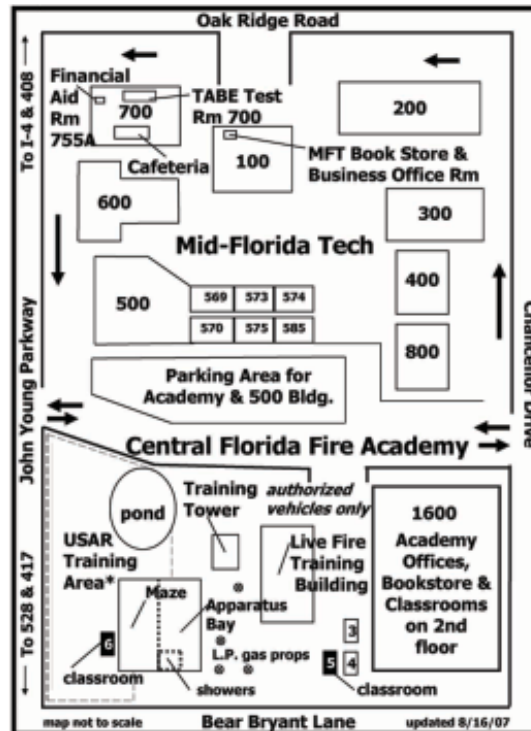 Oak Ridge Road
To I-4 & 408
Financial
Aid
Rm
755A
700
TABE Test
Rm 700
Cafeteria
200
100
MFT Book Store &
Business Office Rm
600
300
Mid-Florida Tech
400
500
569
573
574
570
575
585
800
Parking Area for
Academy & 500 Bldg.
John Young Parkway
Chancellor Drive
Central Florida Fire Academy
pond
Training
Tower
authorized
vehicles only
1600
Academy
Offices,
Bookstore &
Classrooms
on 2nd
floor
USAR
Training
Area*
Live Fire
Training
Building
Maze
Apparatus
Bay
3
6
classroom
L.P. gas props
5
4
showers
classroom
To 528 & 417
map not to scale
Bear Bryant Lane
updated 8/16/07